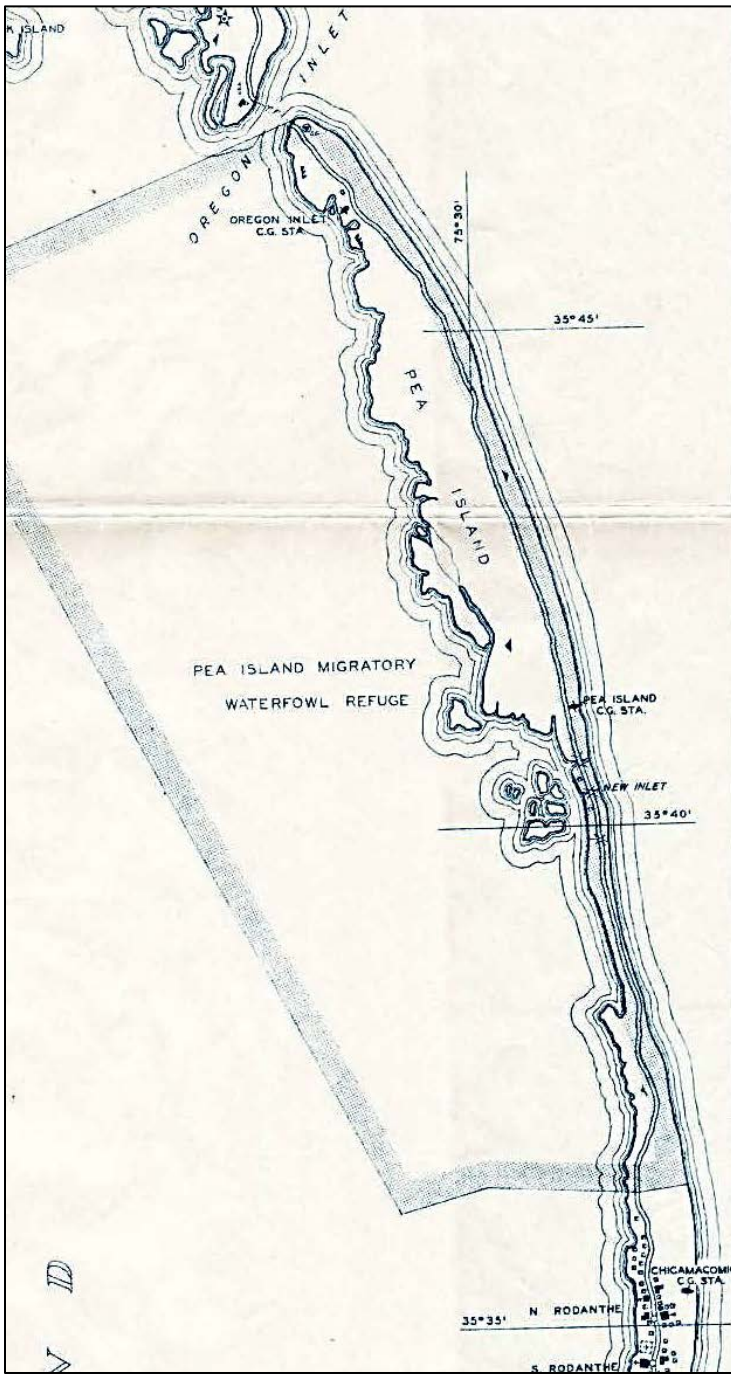 ISLAND
OREGON INLET
OREGON INLET
C.G. STA.
75°30'
35°45'
PEA
ISLAND
PEA ISLAND MIGRATORY
WATERFOWL REFUGE
PEA ISLAND
C.G. STA.
NEW INLET
35°40'
D
CHICAMACOMI
C.G. STA.
N RODANTHE
35°35'
S. RODANTHE